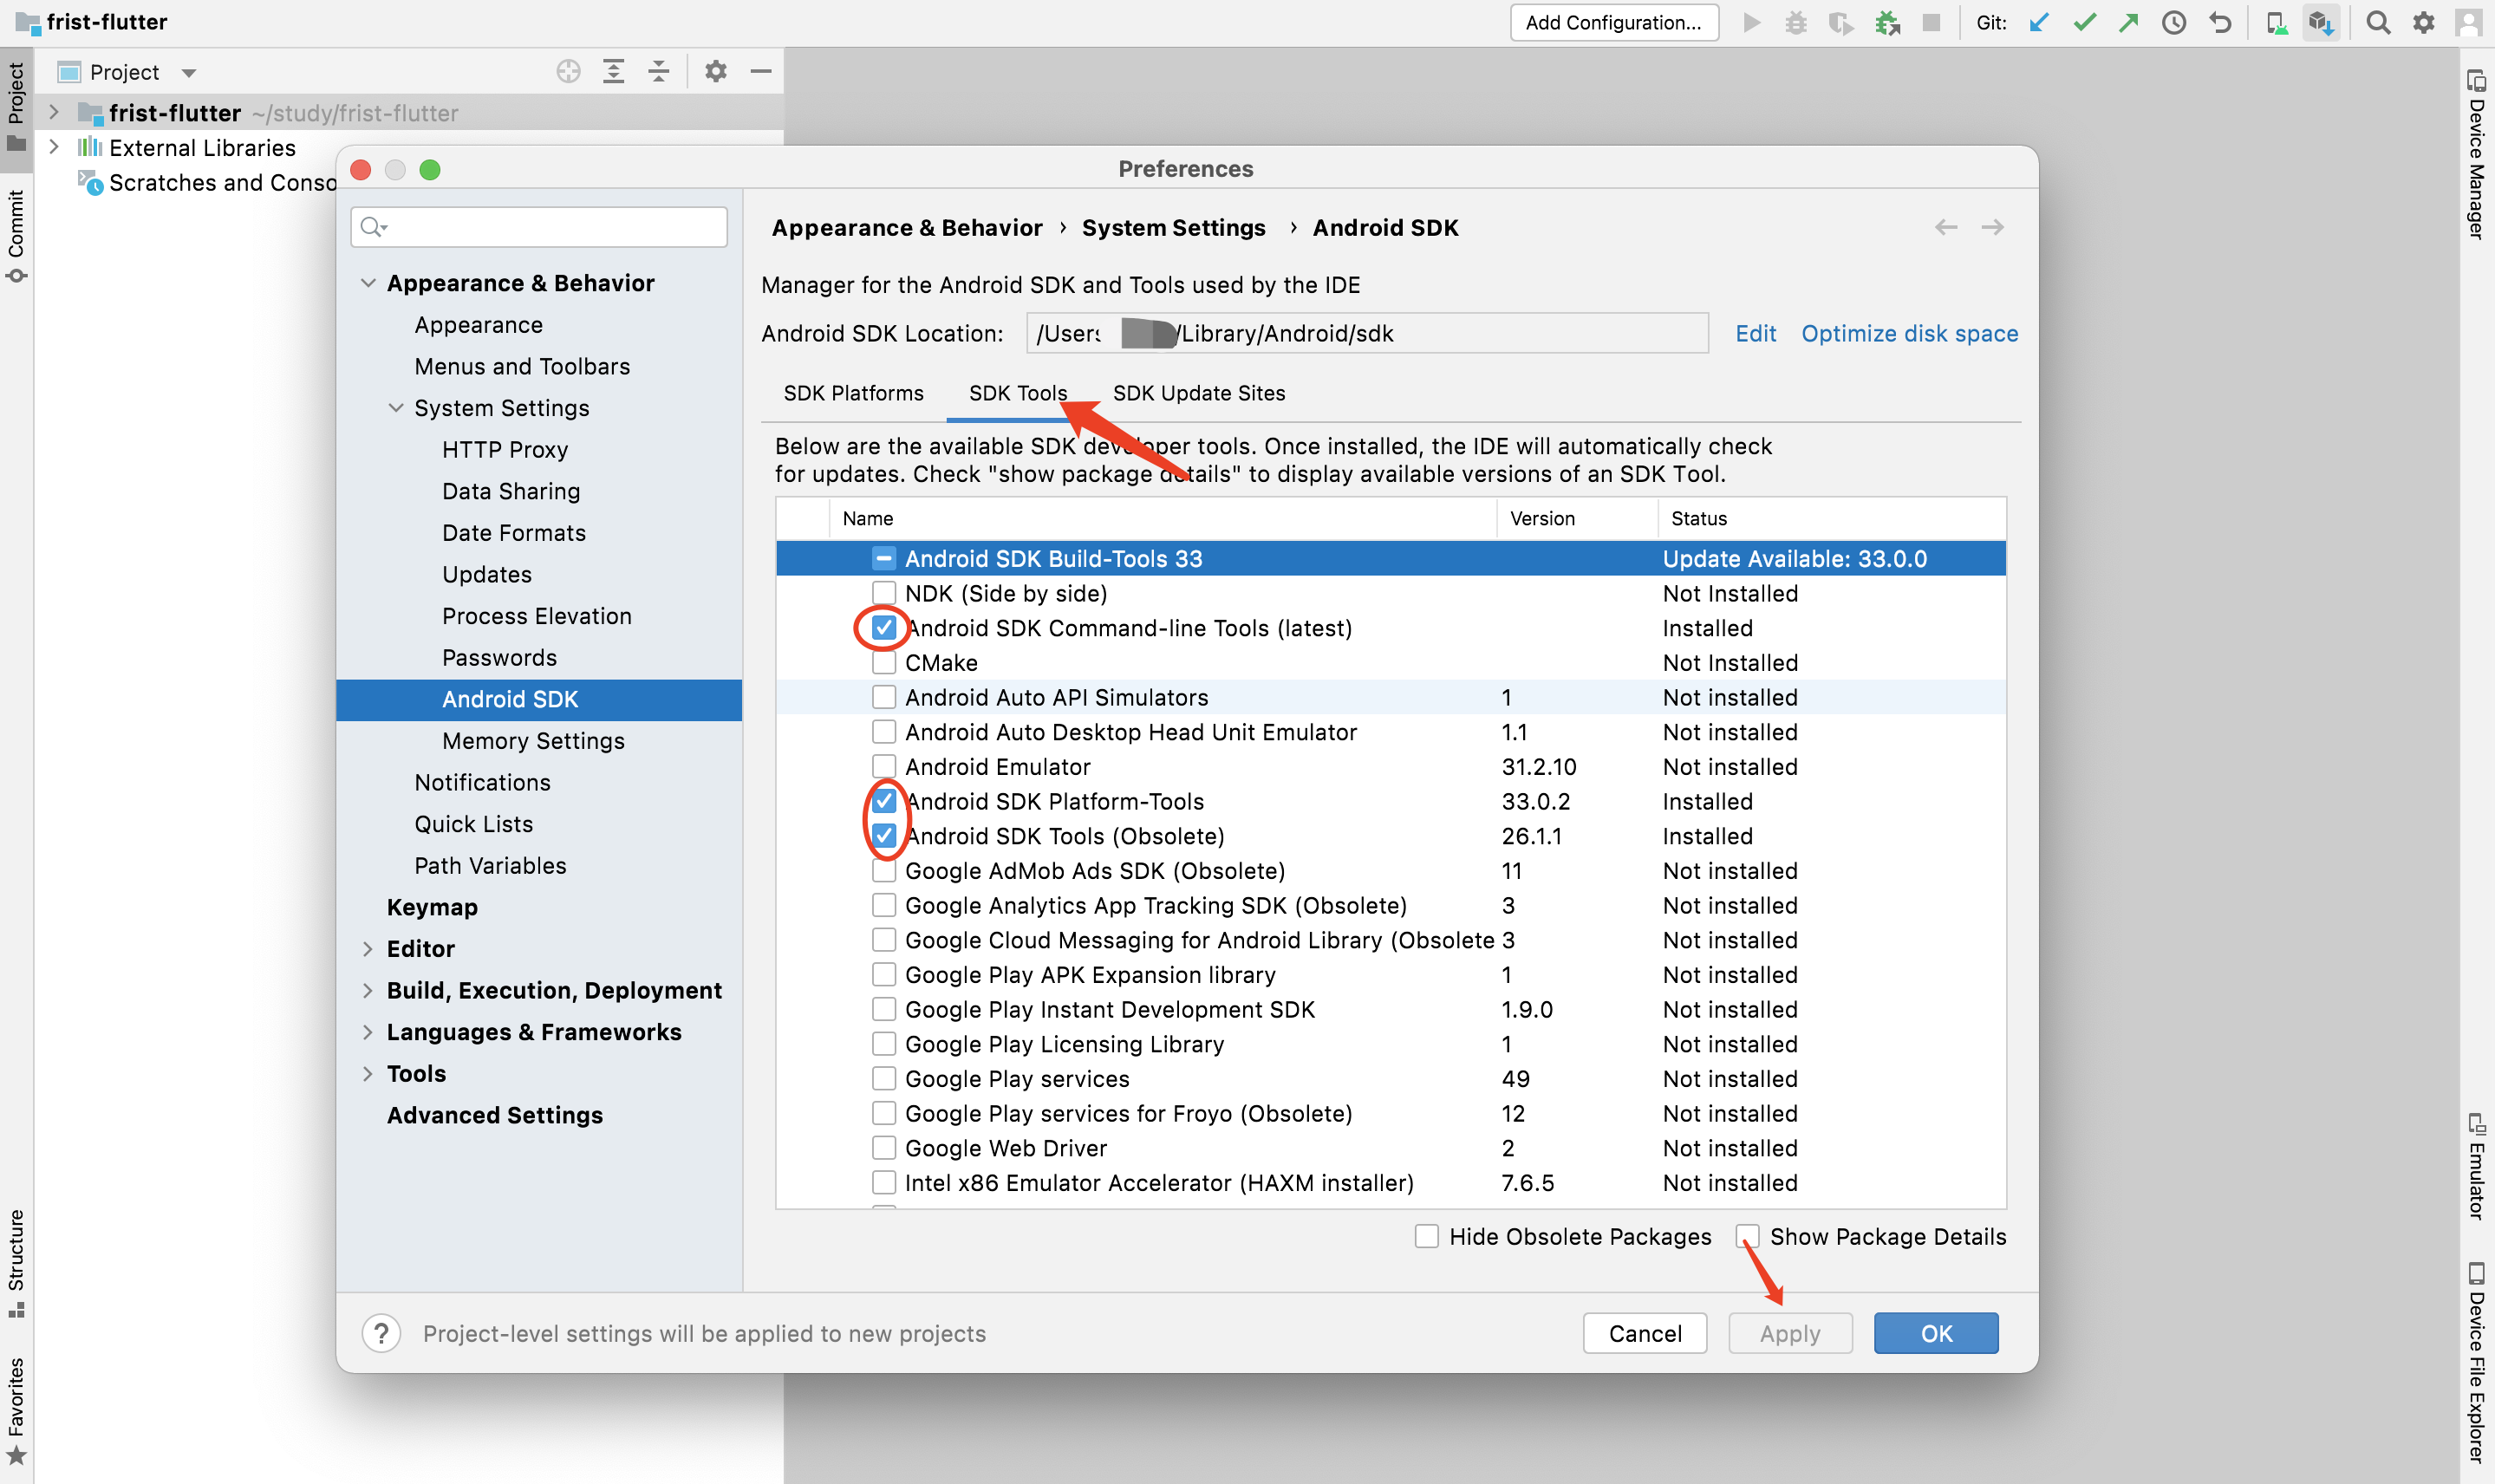 frist-flutter
Add Configuration...
Git:
Project
frist-flutter ~/study/frist-flutter
External Libraries
Scratches and Conso
Project
Commit
Structure
Favorites
Device Manager
Emulator
Device File Explorer
Preferences
Appearance & Behavior
Appearance
Menus and Toolbars
System Settings
HTTP Proxy
Data Sharing
Date Formats
Updates
Process Elevation
Passwords
Android SDK
Memory Settings
Notifications
Quick Lists
Path Variables
Keymap
Editor
Build, Execution, Deployment
Languages & Frameworks
Tools
Advanced Settings
Appearance & Behavior › System Settings › Android SDK
Manager for the Android SDK and Tools used by the IDE
Android SDK Location: /Users /Library/Android/sdk Edit Optimize disk space
SDK Platforms SDK Tools SDK Update Sites
Below are the available SDK developer tools. Once installed, the IDE will automatically check
for updates. Check "show package details" to display available versions of an SDK Tool.
Name Version Status
Android SDK Build-Tools 33 Update Available: 33.0.0
NDK (Side by side) Not Installed
Android SDK Command-line Tools (latest) Installed
CMake Not Installed
Android Auto API Simulators 1 Not installed
Android Auto Desktop Head Unit Emulator 1.1 Not installed
Android Emulator 31.2.10 Not installed
Android SDK Platform-Tools 33.0.2 Installed
Android SDK Tools (Obsolete) 26.1.1 Installed
Google AdMob Ads SDK (Obsolete) 11 Not installed
Google Analytics App Tracking SDK (Obsolete) 3 Not installed
Google Cloud Messaging for Android Library (Obsolete 3 Not installed
Google Play APK Expansion library 1 Not installed
Google Play Instant Development SDK 1.9.0 Not installed
Google Play Licensing Library 1 Not installed
Google Play services 49 Not installed
Google Play services for Froyo (Obsolete) 12 Not installed
Google Web Driver 2 Not installed
Intel x86 Emulator Accelerator (HAXM installer) 7.6.5 Not installed
Hide Obsolete Packages Show Package Details
? Project-level settings will be applied to new projects
Cancel Apply OK